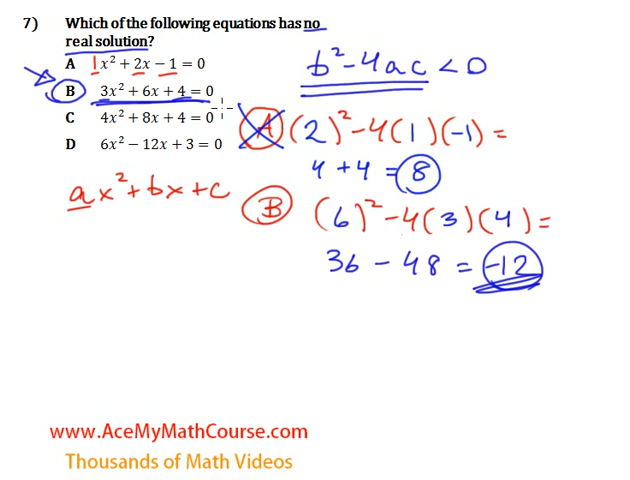 7) Which of the following equations has no
real solution?
A 1x² + 2x − 1 = 0
B 3x² + 6x + 4 = 0
C 4x² + 8x + 4 = 0
D 6x² − 12x + 3 = 0
ax² + bx + c
b² − 4ac < 0
A (2)² − 4(1)(−1) =
4 + 4 = 8
B (6)² − 4(3)(4) =
36 − 48 = −12
www.AceMyMathCourse.com
Thousands of Math Videos